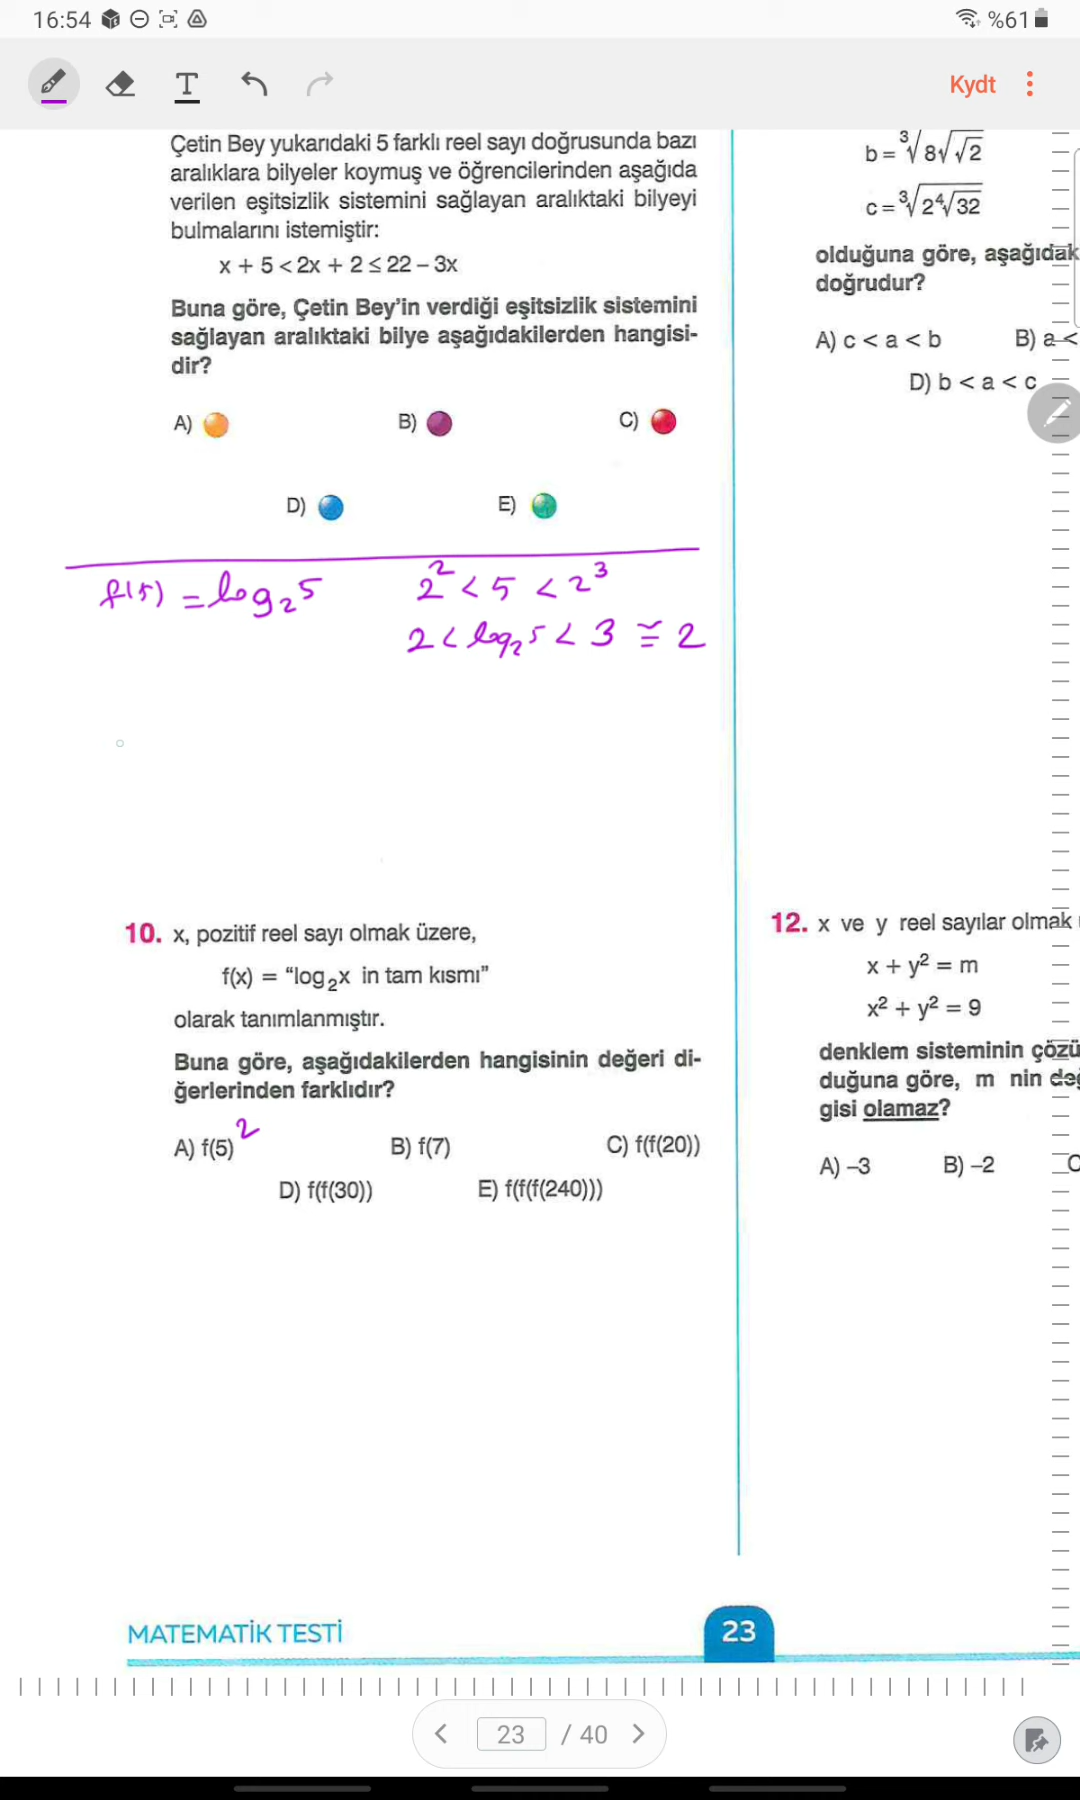 16:54
%61
T
Kydt
Çetin Bey yukarıdaki 5 farklı reel sayı doğrusunda bazı
aralıklara bilyeler koymuş ve öğrencilerinden aşağıda
verilen eşitsizlik sistemini sağlayan aralıktaki bilyeyi
bulmalarını istemiştir:
x + 5 < 2x + 2 ≤ 22 – 3x
Buna göre, Çetin Bey'in verdiği eşitsizlik sistemini
sağlayan aralıktaki bilye aşağıdakilerden hangisi-
dir?
A)
B)
C)
D)
E)
f(5) = log₂5
2² < 5 < 2³
2 < log₂5 < 3 ≅ 2
10. x, pozitif reel sayı olmak üzere,
f(x) = “log₂x in tam kısmı”
olarak tanımlanmıştır.
Buna göre, aşağıdakilerden hangisinin değeri di-
ğerlerinden farklıdır?
A) f(5) 2
B) f(7)
C) f(f(20))
D) f(f(30))
E) f(f(f(240)))
b = ∛(8√(√2))
c = ∛(2∜32)
olduğuna göre, aşağıdak
doğrudur?
A) c < a < b
B) a <
D) b < a < c
12. x ve y reel sayılar olmak
x + y² = m
x² + y² = 9
denklem sisteminin çözü
duğuna göre, m nin değ
gisi olamaz?
A) –3
B) –2
C
MATEMATİK TESTİ
23
23 / 40